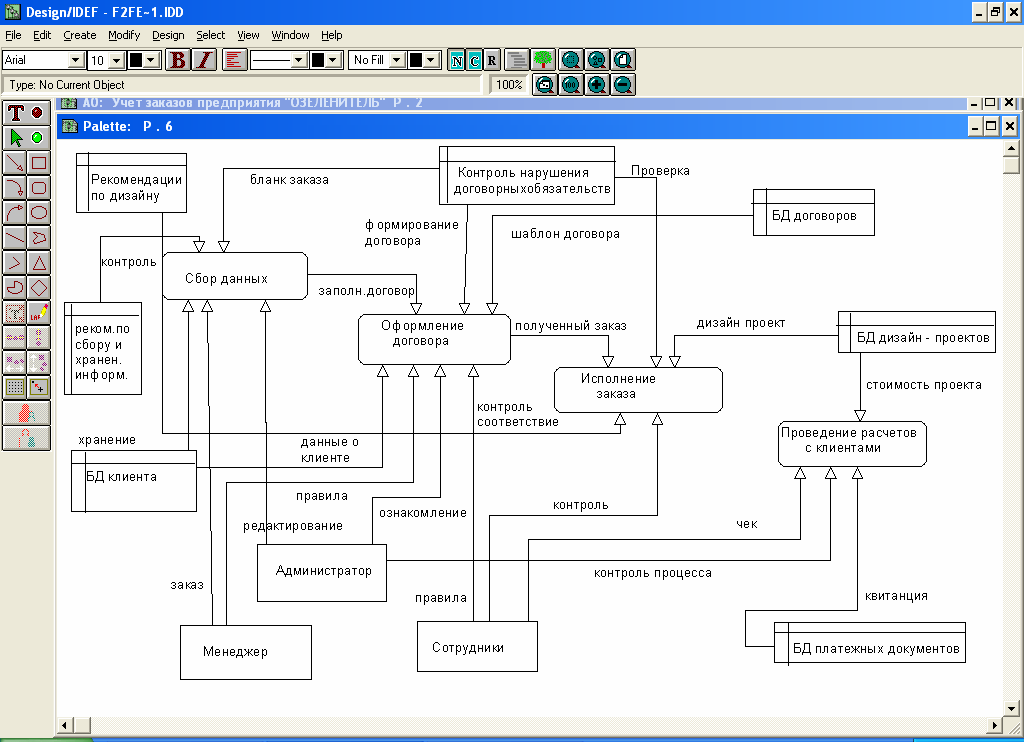 Design/IDEF - F2FE~1.IDD
File Edit Create Modify Design Select View Window Help
Arial 10 B I No Fill N C R
Type: No Current Object 100%
A0: Учет заказов предприятия "ОЗЕЛЕНИТЕЛЬ" P . 2
Palette: P . 6
Рекомендации
по дизайну
бланк заказа
Контроль нарушения
договорныхобязательств
Проверка
БД договоров
формирование
договора
шаблон договора
контроль
Сбор данных
заполн.договор
реком.по
сбору и
хранен.
информ.
Оформление
договора
полученный заказ
дизайн проект
БД дизайн - проектов
Исполнение
заказа
стоимость проекта
контроль
соответствие
Проведение расчетов
с клиентами
хранение
данные о
клиенте
БД клиента
правила
ознакомление
контроль
редактирование
чек
Администратор
контроль процесса
заказ
правила
квитанция
Менеджер
Сотрудники
БД платежных документов